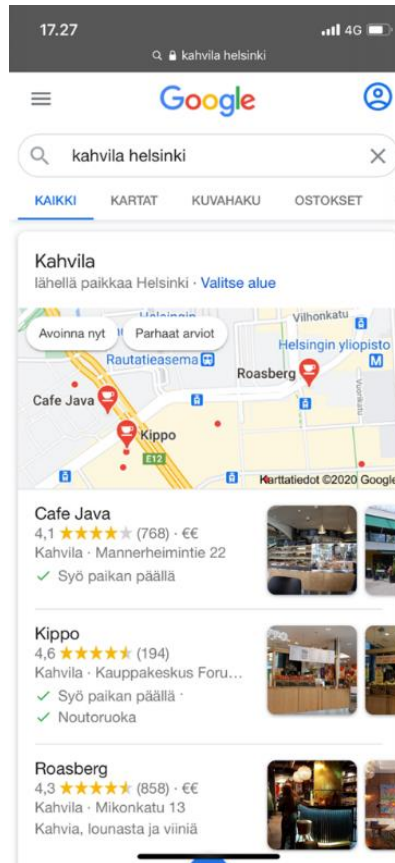 17.27
4G
kahvila helsinki
Google
kahvila helsinki
KAIKKI KARTAT KUVAHAKU OSTOKSET
Kahvila
lähellä paikkaa Helsinki · Valitse alue
Avoinna nyt
Parhaat arviot
Vilhonkatu
Helsingin yliopisto
M
Rautatieasema
Roasberg
Vuorikatu
Cafe Java
Kippo
E12
Karttatiedot ©2020 Google
Cafe Java
4,1 ★★★★★ (768) · €€
Kahvila · Mannerheimintie 22
✓ Syö paikan päällä
Kippo
4,6 ★★★★★ (194)
Kahvila · Kauppakeskus Foru...
✓ Syö paikan päällä ·
✓ Noutoruoka
Roasberg
4,3 ★★★★★ (858) · €€
Kahvila · Mikonkatu 13
Kahvia, lounasta ja viiniä